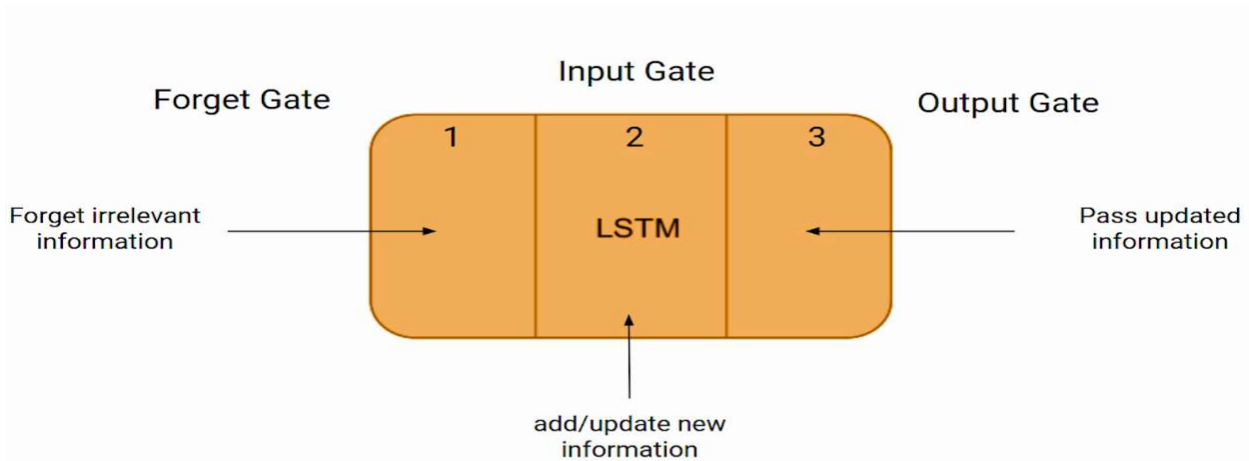 Input Gate
Forget Gate
Output Gate
1
2
3
Forget irrelevant
information
LSTM
Pass updated
information
add/update new
information